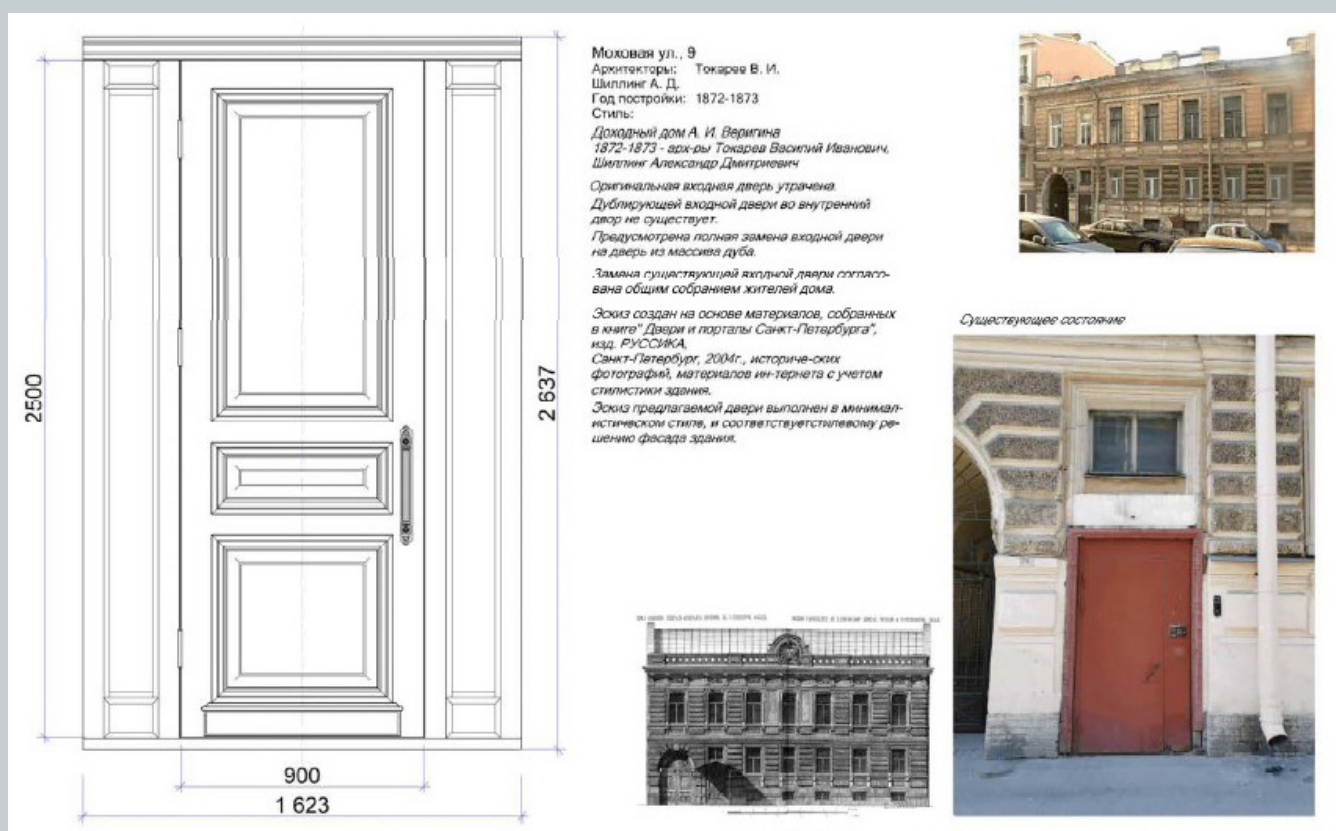 Моховая ул., 9
Архитекторы: Токарев В. И.
Шиллинг А. Д.
Год постройки: 1872-1873
Стиль:
Доходный дом А. И. Веригина
1872-1873 - арх-ры Токарев Василий Иванович,
Шиллинг Александр Дмитриевич
Оригинальная входная дверь утрачена.
Дублирующей входной двери во внутренний
двор не существует.
Предусмотрена полная замена входной двери
на дверь из массива дуба.
Замена существующей входной двери согласо-
вана общим собранием жителей дома.
Эскиз создан на основе материалов, собранных
в книге" Двери и порталы Санкт-Петербурга",
изд. РУССИКА,
Санкт-Петербург, 2004г., историче-ских
фотографий, материалов ин-тернета с учетом
стилистики здания.
Эскиз предлагаемой двери выполнен в минимал-
истическом стиле, и соответствуетстилевому ре-
шению фасада здания.
Существующее состояние
2500
2 637
900
1 623